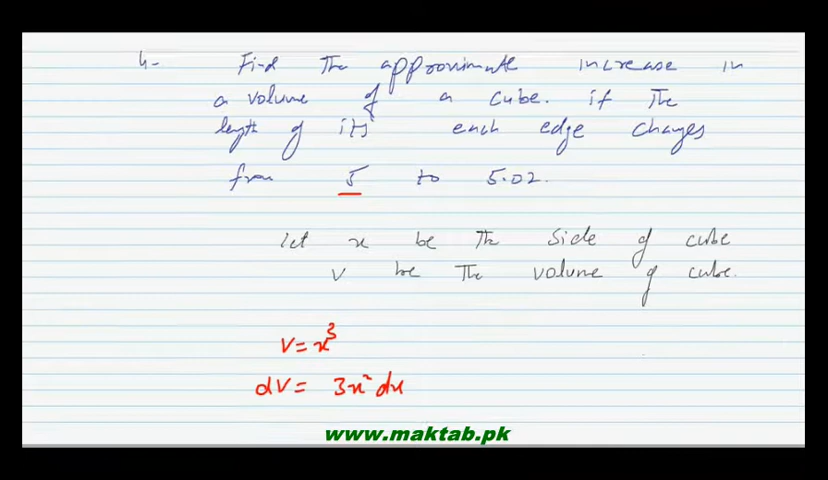 4- Find the approximate increase in
a volume of a cube. if the
length of its each edge changes
from 5 to 5.02.
let x be the side of cube
v be the volume of cube.
V = x³
dV = 3x² dx
www.maktab.pk